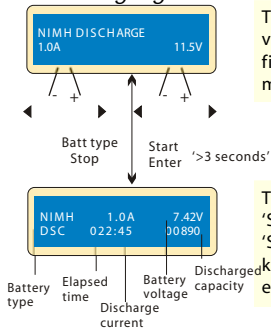 NIMH DISCHARGE
1.0A 11.5V
- + - +
Batt type Start
Stop Enter '>3 seconds'
NIMH 1.0A 7.42V
DSC 022:45 00890
Battery type
Elapsed time
Discharge current
Battery voltage
Discharged capacity